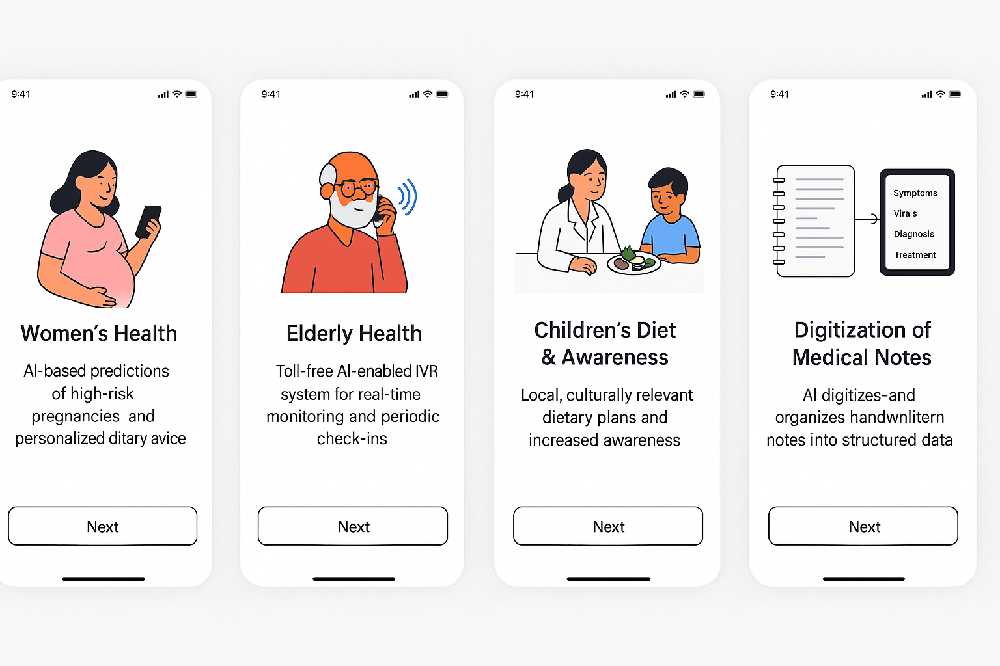 9:41
Women's Health
AI-based predictions
of high-risk
pregnancies and
personalized ditary avice
Next
9:41
Elderly Health
Toll-free AI-enabled IVR
system for real-time
monitoring and periodic
check-ins
Next
9:41
Children's Diet
& Awareness
Local, culturally relevant
dietary plans and
increased awareness
Next
9:41
Symptoms
Virals
Diagnosis
Treatment
Digitization of
Medical Notes
AI digitizes-and
organizes handwnlitern
notes into structured data
Next